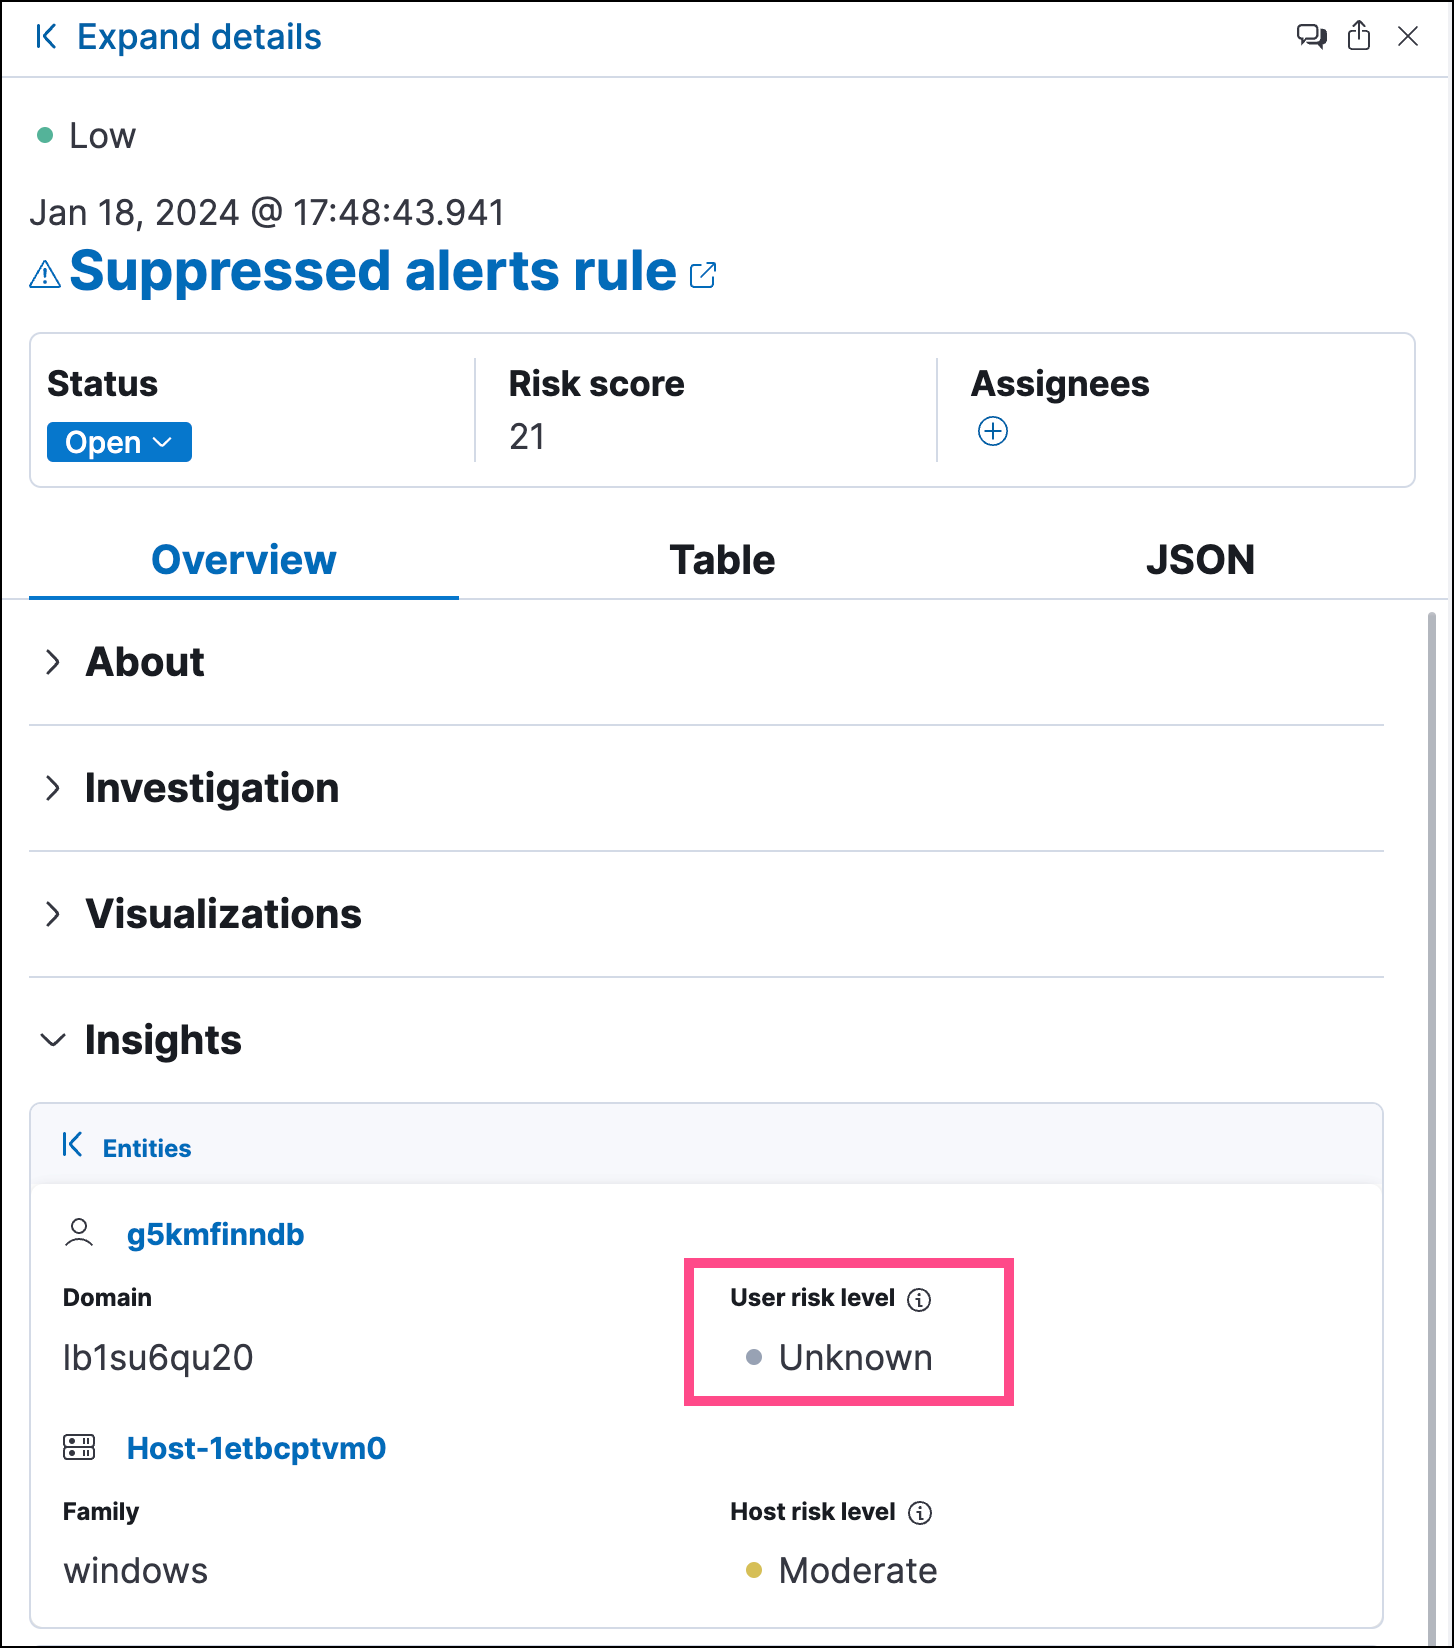 Expand details
Low
Jan 18, 2024 @ 17:48:43.941
Suppressed alerts rule
Status
Risk score
Assignees
Open
21
Overview
Table
JSON
About
Investigation
Visualizations
Insights
Entities
g5kmfinndb
Domain
User risk level
lb1su6qu20
Unknown
Host-1etbcptvm0
Family
Host risk level
windows
Moderate